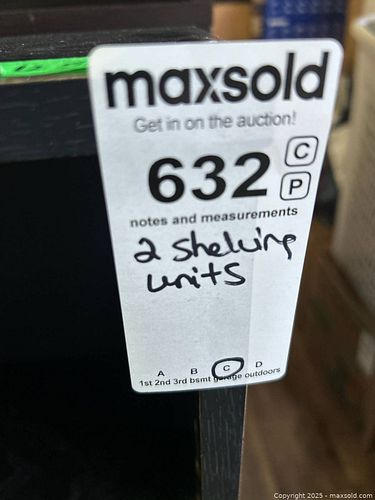 maxsold
Get in on the auction!
632
C
P
notes and measurements
2 shelving
units
A B C D
1st 2nd 3rd bsmt garage outdoors
Copyright 2025 - maxsold.com